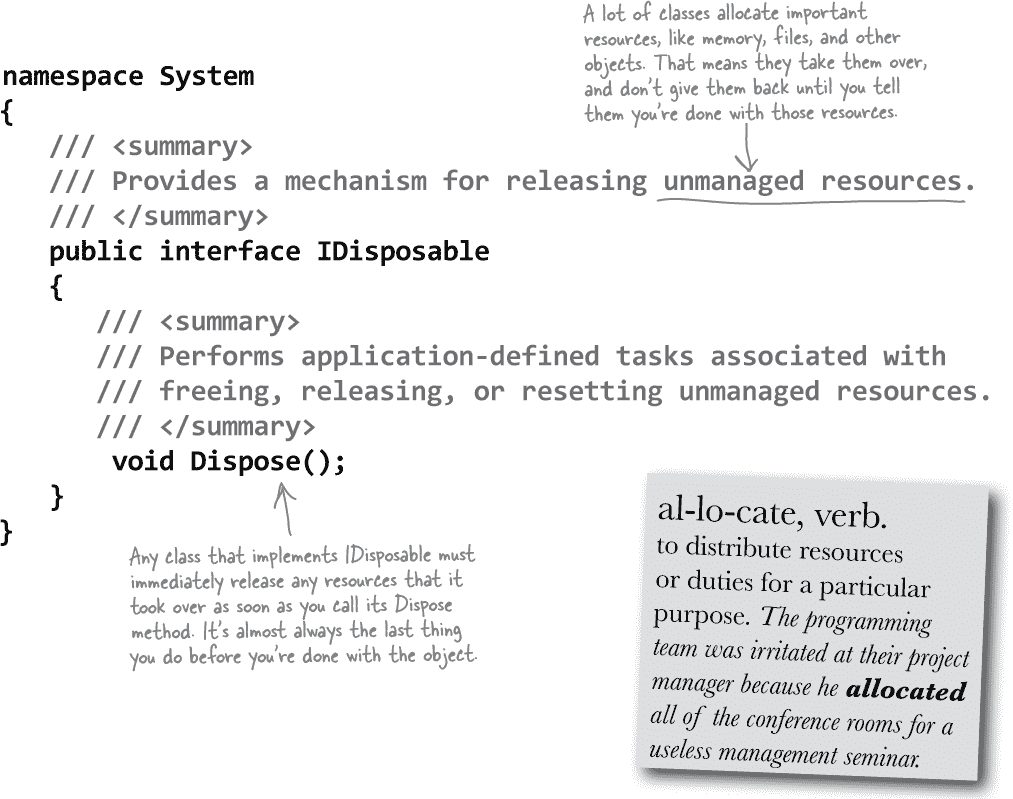 A lot of classes allocate important
resources, like memory, files, and other
objects. That means they take them over,
and don't give them back until you tell
them you're done with those resources.
namespace System
{
/// <summary>
/// Provides a mechanism for releasing unmanaged resources.
/// </summary>
public interface IDisposable
{
/// <summary>
/// Performs application-defined tasks associated with
/// freeing, releasing, or resetting unmanaged resources.
/// </summary>
void Dispose();
}
}
Any class that implements IDisposable must
immediately release any resources that it
took over as soon as you call its Dispose
method. It's almost always the last thing
you do before you're done with the object.
al-lo-cate, verb.
to distribute resources
or duties for a particular
purpose. The programming
team was irritated at their project
manager because he allocated
all of the conference rooms for a
useless management seminar.